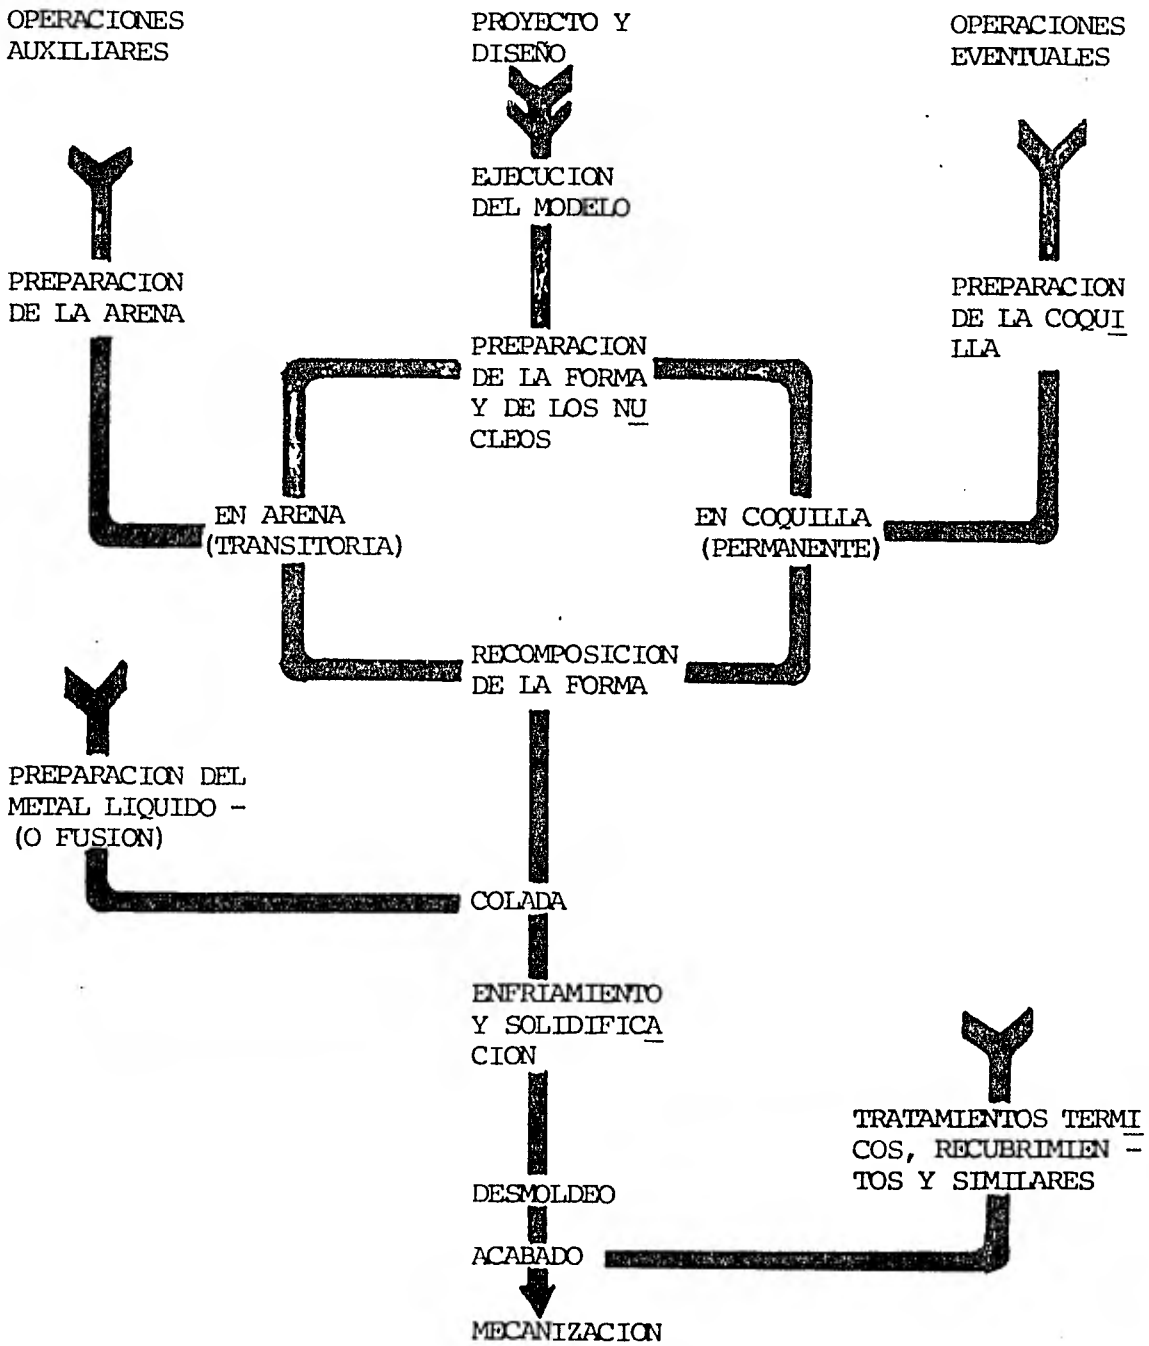 OPERACIONES
AUXILIARES
PROYECTO Y
DISEÑO
OPERACIONES
EVENTUALES
EJECUCION
DEL MODELO
PREPARACION
DE LA ARENA
PREPARACION
DE LA COQUI
LLA
PREPARACION
DE LA FORMA
Y DE LOS NU
CLEOS
EN ARENA
(TRANSITORIA)
EN COQUILLA
(PERMANENTE)
RECOMPOSICION
DE LA FORMA
PREPARACION DEL
METAL LIQUIDO -
(O FUSION)
COLADA
ENFRIAMIENTO
Y SOLIDIFICA
CION
TRATAMIENTOS TERMI
COS, RECUBRIMIEN -
TOS Y SIMILARES
DESMOLDEO
ACABADO
MECANIZACION